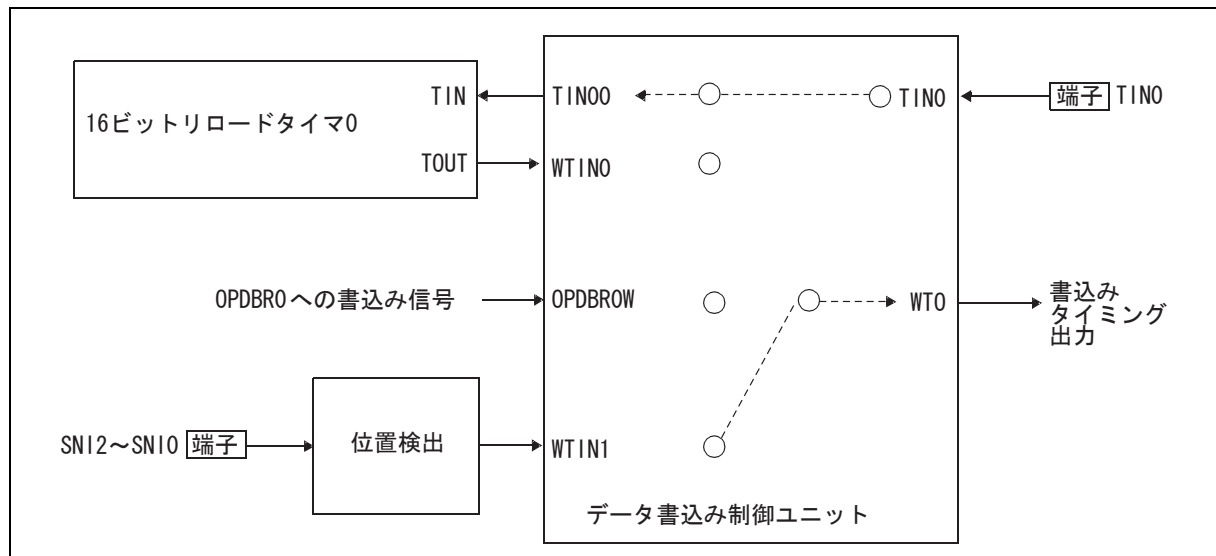 TIN
TIN00
TIN0
端子 TIN0
16ビットリロードタイマ0
TOUT
WTIN0
OPDBR0への書込み信号
OPDBR0W
WTO
書込み
タイミング
出力
SNI2～SNI0 端子
位置検出
WTIN1
データ書込み制御ユニット